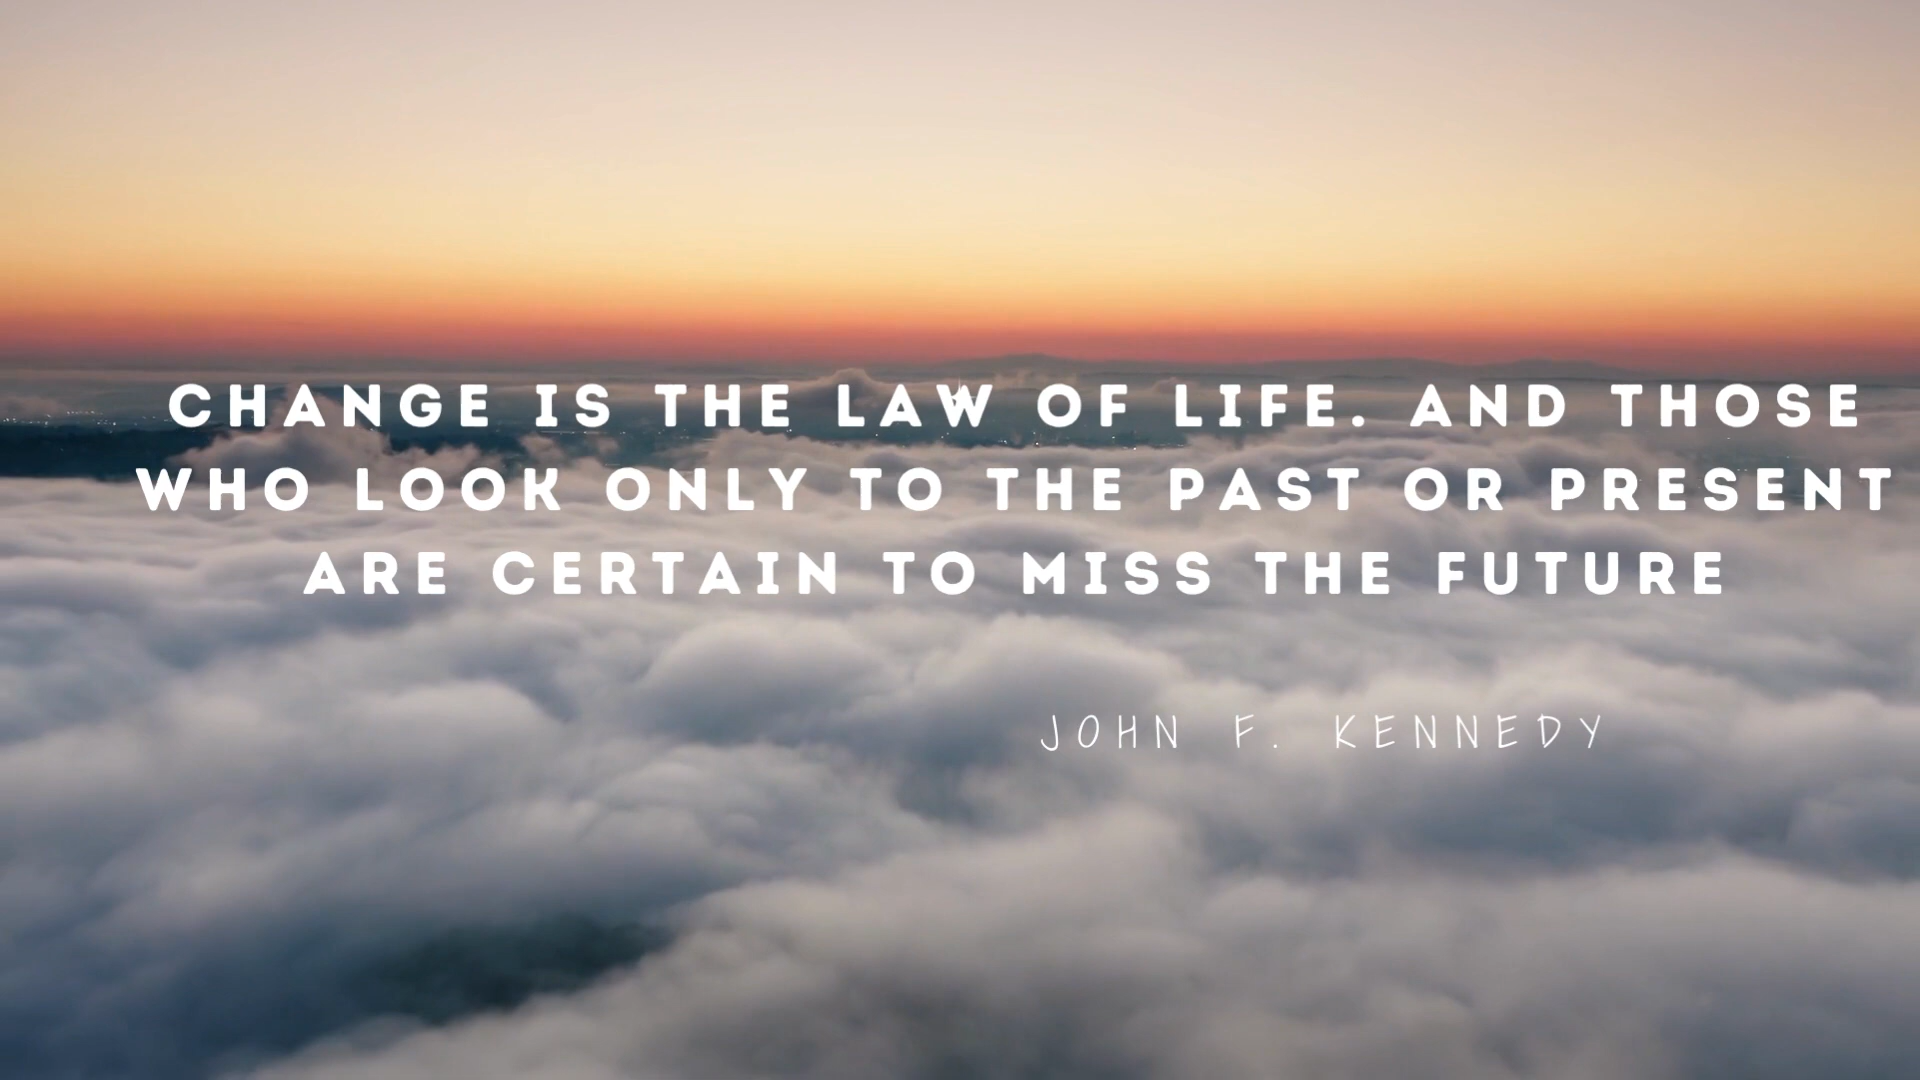 CHANGE IS THE LAW OF LIFE. AND THOSE
WHO LOOK ONLY TO THE PAST OR PRESENT
ARE CERTAIN TO MISS THE FUTURE
JOHN F. KENNEDY